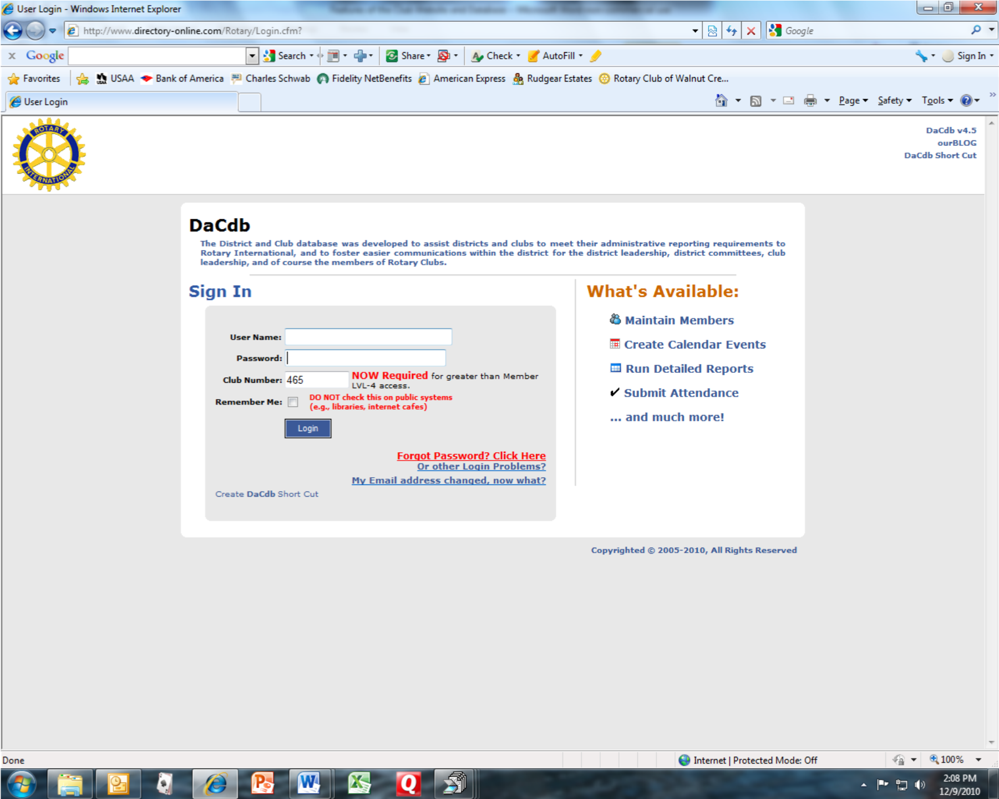 User Login - Windows Internet Explorer
http://www.directory-online.com/Rotary/Login.cfm?
Google
x Google Search Share Check AutoFill Sign In
Favorites USAA Bank of America Charles Schwab Fidelity NetBenefits American Express Rudgear Estates Rotary Club of Walnut Cre...
User Login
Page Safety Tools
ROTARY
INTERNATIONAL
DaCdb v4.5
ourBLOG
DaCdb Short Cut
DaCdb
The District and Club database was developed to assist districts and clubs to meet their administrative reporting requirements to
Rotary International, and to foster easier communications within the district for the district leadership, district committees, club
leadership, and of course the members of Rotary Clubs.
Sign In
User Name:
Password:
Club Number: 465 NOW Required for greater than Member
LVL-4 access.
Remember Me: DO NOT check this on public systems
(e.g., libraries, internet cafes)
Login
Forgot Password? Click Here
Or other Login Problems?
My Email address changed, now what?
Create DaCdb Short Cut
What's Available:
Maintain Members
Create Calendar Events
Run Detailed Reports
Submit Attendance
... and much more!
Copyrighted © 2005-2010, All Rights Reserved
Done
Internet | Protected Mode: Off
100%
2:08 PM
12/9/2010